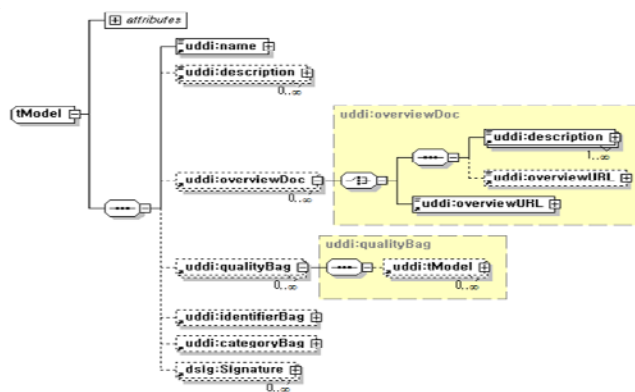 attributes
uddi:name
uddi:description
0..∞
tModel
uddi:overviewDoc
uddi:description
1..∞
uddi:overviewURL
uddi:overviewDoc
0..∞
uddi:overviewURL
uddi:qualityBag
uddi:qualityBag
0..∞
uddi:tModel
0..∞
uddi:identifierBag
uddi:categoryBag
dsig:Signature
0..∞